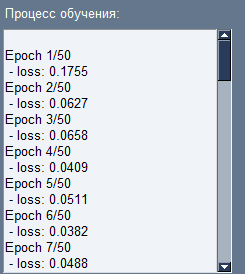 Процесс обучения:
Epoch 1/50
- loss: 0.1755
Epoch 2/50
- loss: 0.0627
Epoch 3/50
- loss: 0.0658
Epoch 4/50
- loss: 0.0409
Epoch 5/50
- loss: 0.0511
Epoch 6/50
- loss: 0.0382
Epoch 7/50
- loss: 0.0488